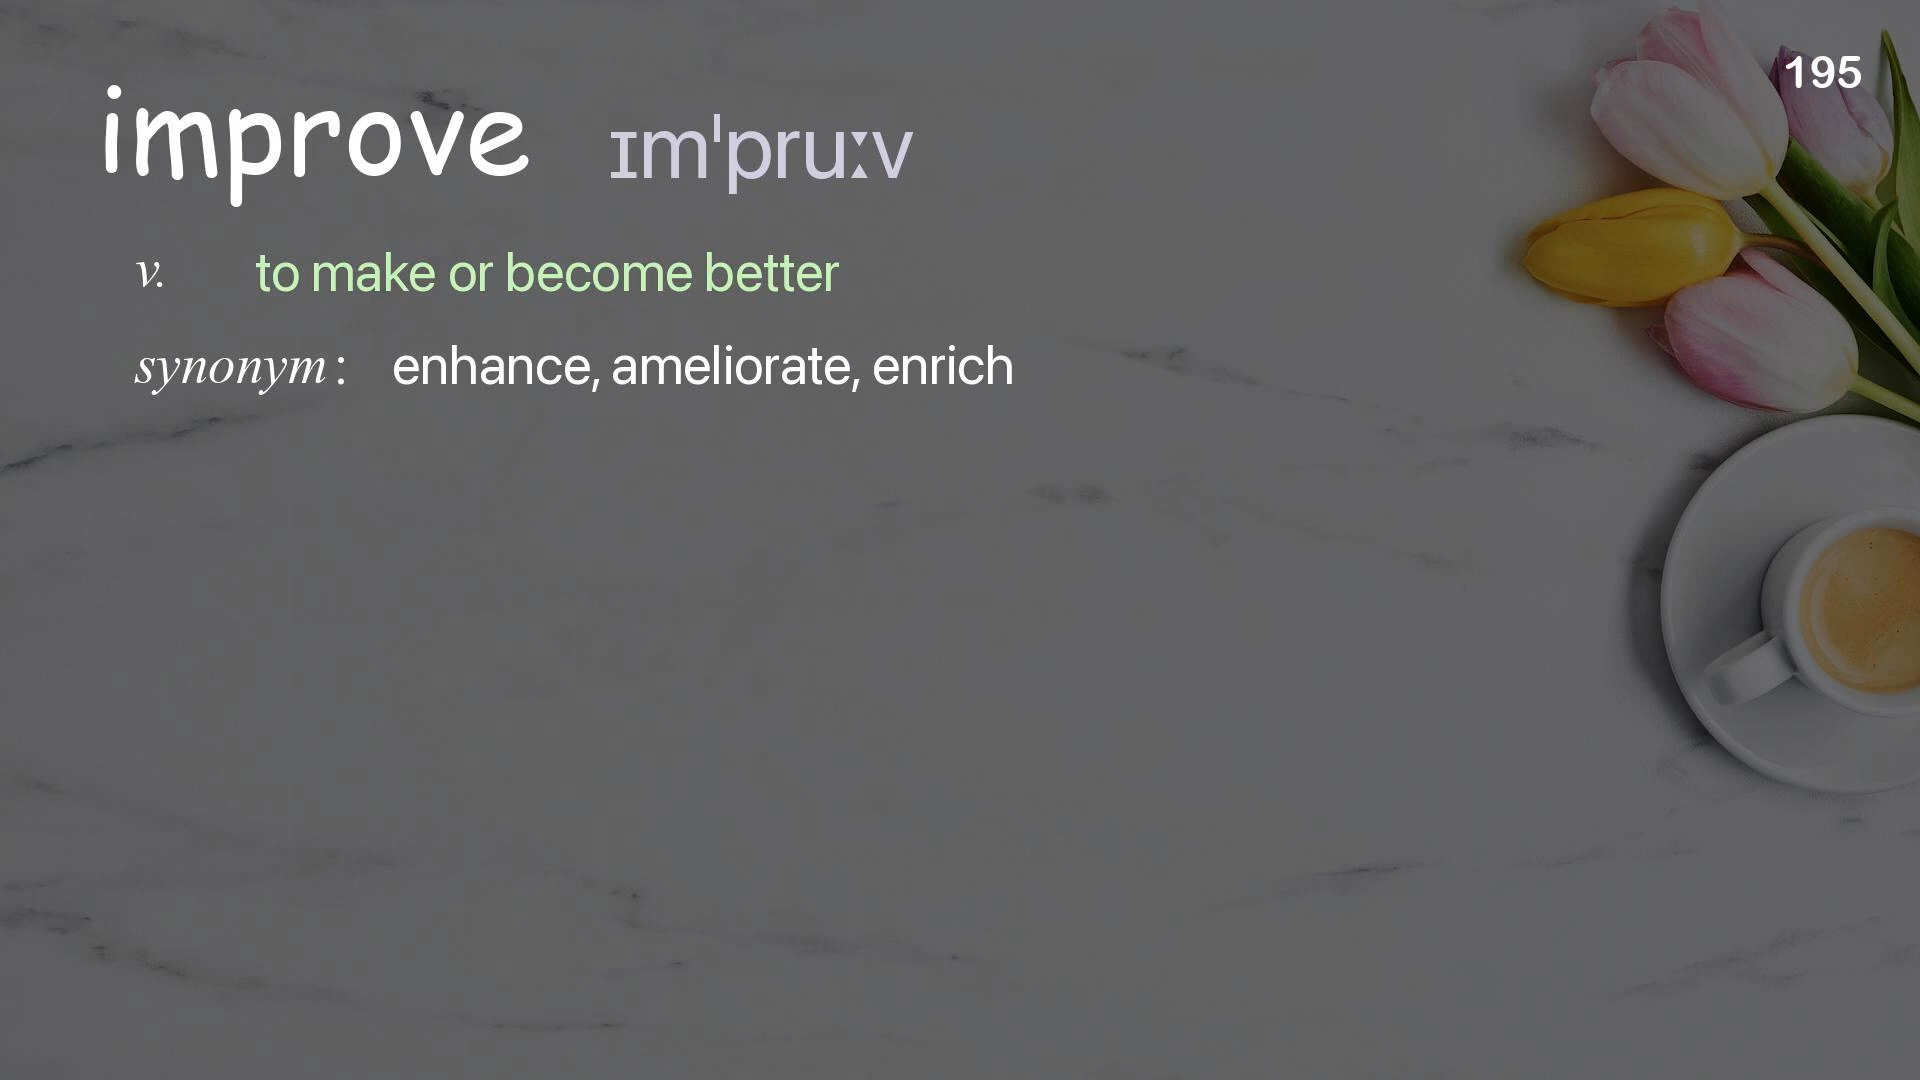 195
improve ɪmˈpruːv
v. to make or become better
synonym : enhance, ameliorate, enrich